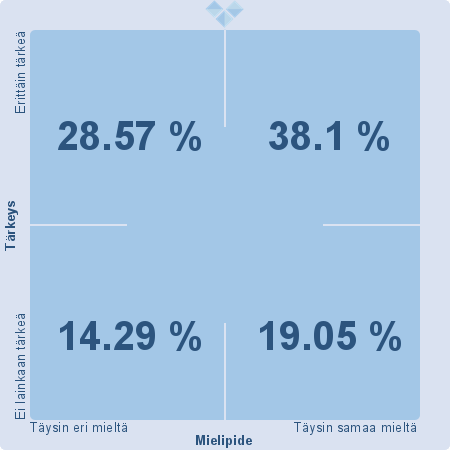 Erittäin tärkeä
28.57 %
38.1 %
Tärkeys
14.29 %
19.05 %
Ei lainkaan tärkeä
Täysin eri mieltä
Täysin samaa mieltä
Mielipide